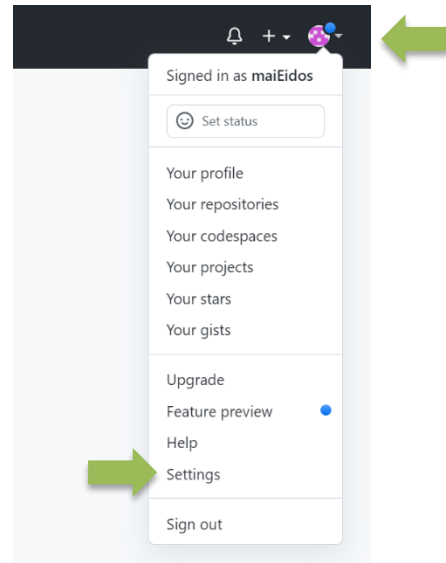 Signed in as maiEidos
Set status
Your profile
Your repositories
Your codespaces
Your projects
Your stars
Your gists
Upgrade
Feature preview
Help
Settings
Sign out